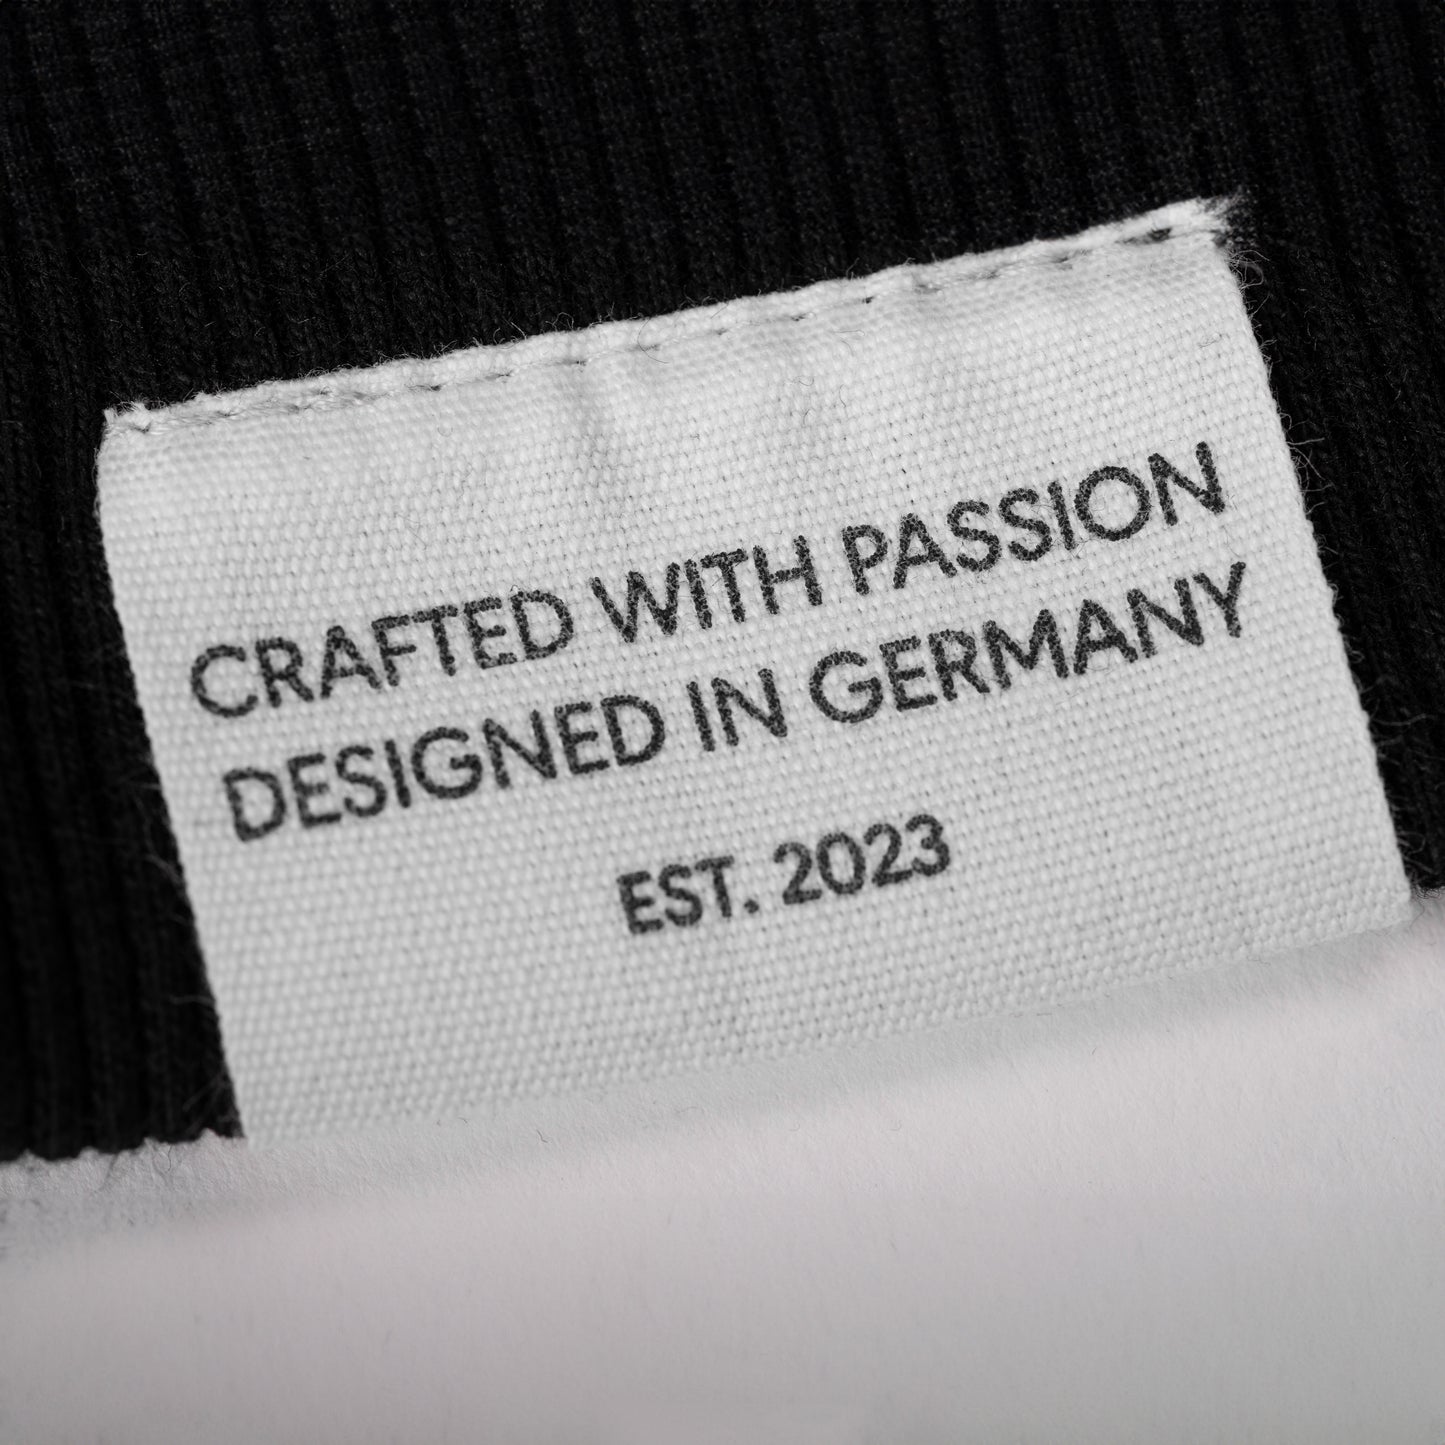 CRAFTED WITH PASSION
DESIGNED IN GERMANY
EST. 2023